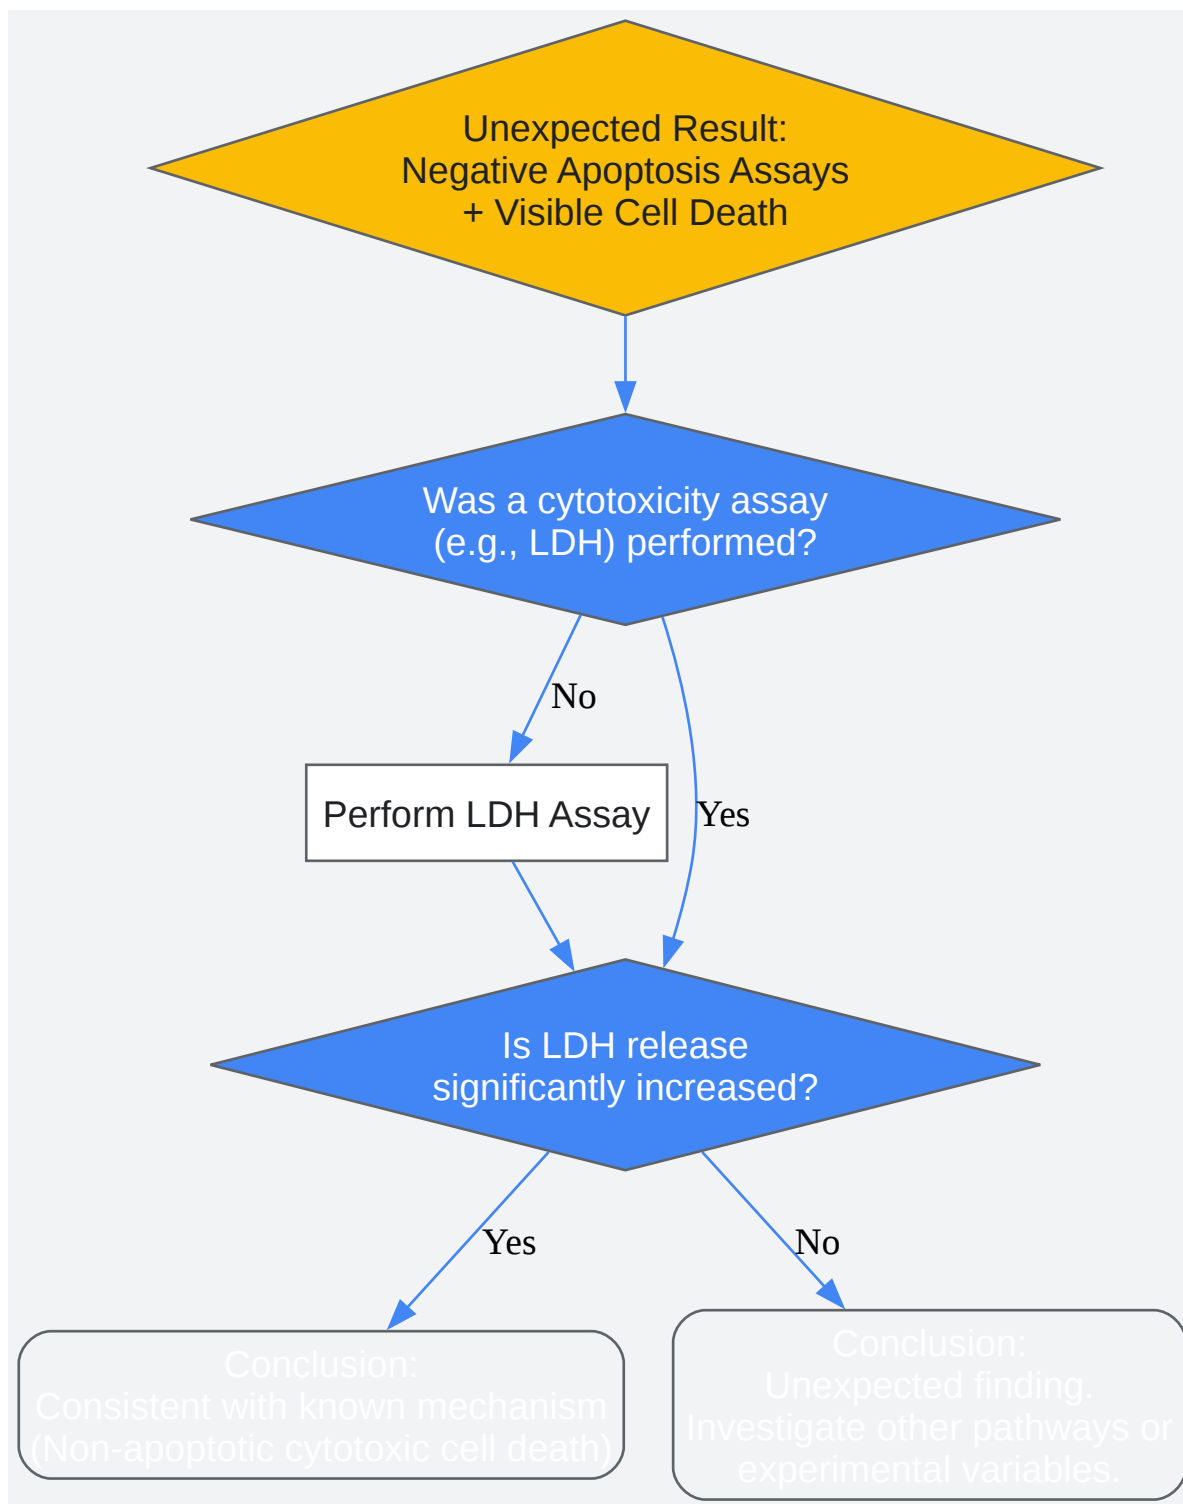 Unexpected Result:
Negative Apoptosis Assays
+ Visible Cell Death
Was a cytotoxicity assay
(e.g., LDH) performed?
No
Perform LDH Assay
Yes
Is LDH release
significantly increased?
Yes
No
Conclusion:
Consistent with known mechanism
(Non-apoptotic cytotoxic cell death)
Conclusion:
Unexpected finding.
Investigate other pathways or
experimental variables.